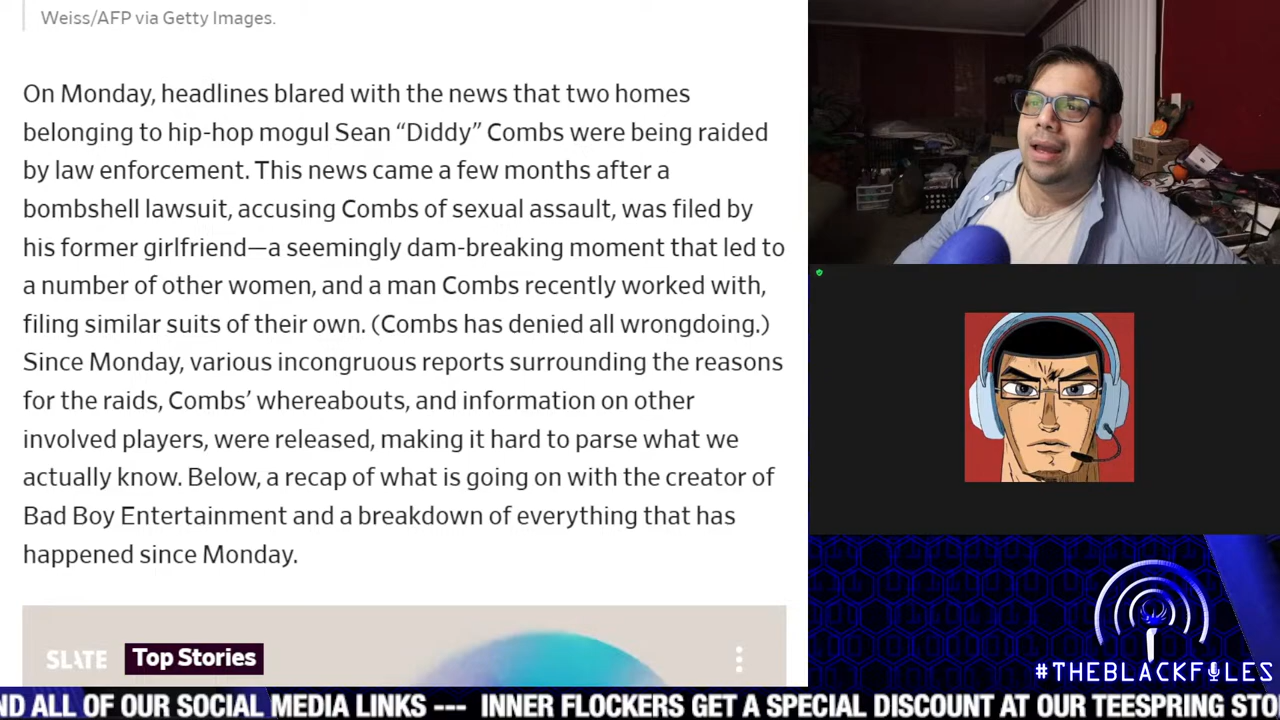 Weiss/AFP via Getty Images.
On Monday, headlines blared with the news that two homes
belonging to hip-hop mogul Sean “Diddy” Combs were being raided
by law enforcement. This news came a few months after a
bombshell lawsuit, accusing Combs of sexual assault, was filed by
his former girlfriend—a seemingly dam-breaking moment that led to
a number of other women, and a man Combs recently worked with,
filing similar suits of their own. (Combs has denied all wrongdoing.)
Since Monday, various incongruous reports surrounding the reasons
for the raids, Combs’ whereabouts, and information on other
involved players, were released, making it hard to parse what we
actually know. Below, a recap of what is going on with the creator of
Bad Boy Entertainment and a breakdown of everything that has
happened since Monday.
SLATE Top Stories
#THEBLACKFILES
ND ALL OF OUR SOCIAL MEDIA LINKS --- INNER FLOCKERS GET A SPECIAL DISCOUNT AT OUR TEESPRING STO